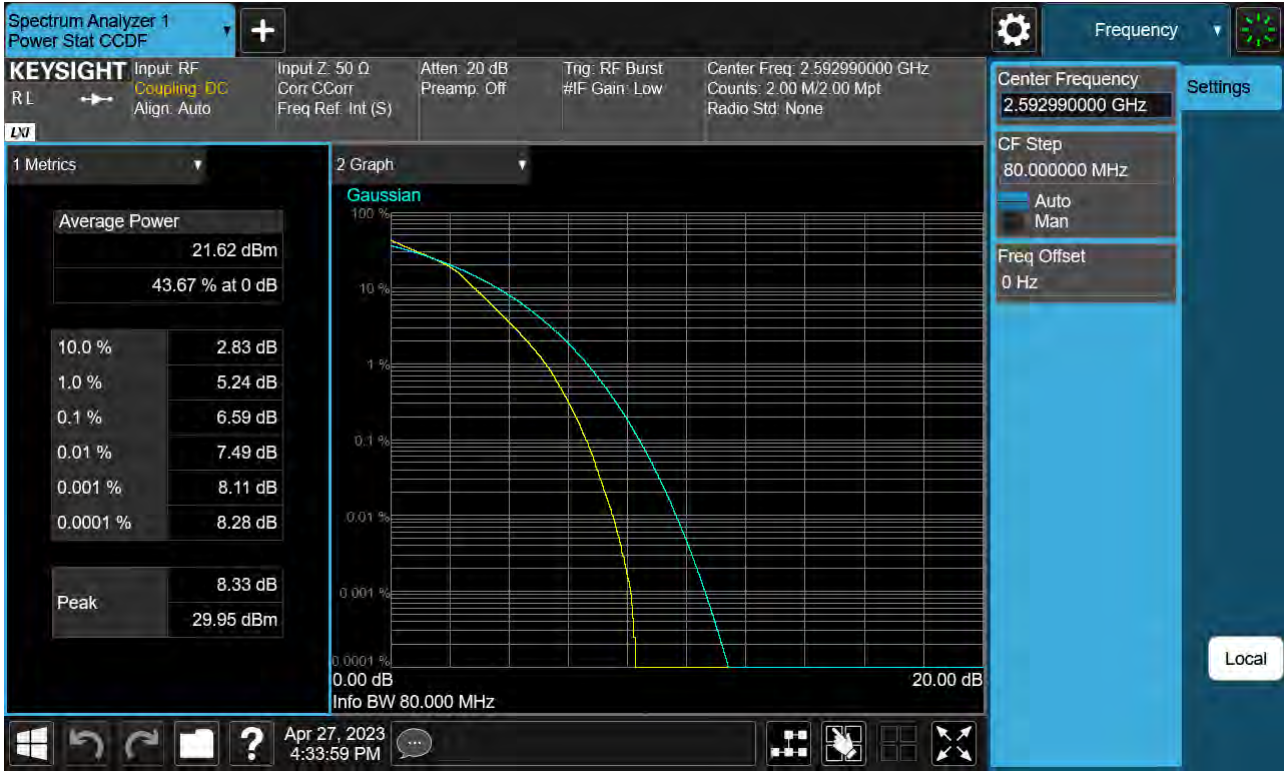 Spectrum Analyzer 1
Power Stat CCDF
Frequency
KEYSIGHT
RL
LXI
Input: RF
Coupling: DC
Align: Auto
Input Z: 50 Ω
Corr CCorr
Freq Ref: Int (S)
Atten: 20 dB
Preamp: Off
Trig: RF Burst
#IF Gain: Low
Center Freq: 2.592990000 GHz
Counts: 2.00 M/2.00 Mpt
Radio Std: None
Center Frequency
2.592990000 GHz
Settings
CF Step
80.000000 MHz
Auto
Man
Freq Offset
0 Hz
1 Metrics
Average Power
21.62 dBm
43.67 % at 0 dB
10.0 % 2.83 dB
1.0 % 5.24 dB
0.1 % 6.59 dB
0.01 % 7.49 dB
0.001 % 8.11 dB
0.0001 % 8.28 dB
Peak
8.33 dB
29.95 dBm
2 Graph
Gaussian
100 %
10 %
1 %
0.1 %
0.01 %
0.001 %
0.0001 %
0.00 dB 20.00 dB
Info BW 80.000 MHz
Local
?
Apr 27, 2023
4:33:59 PM